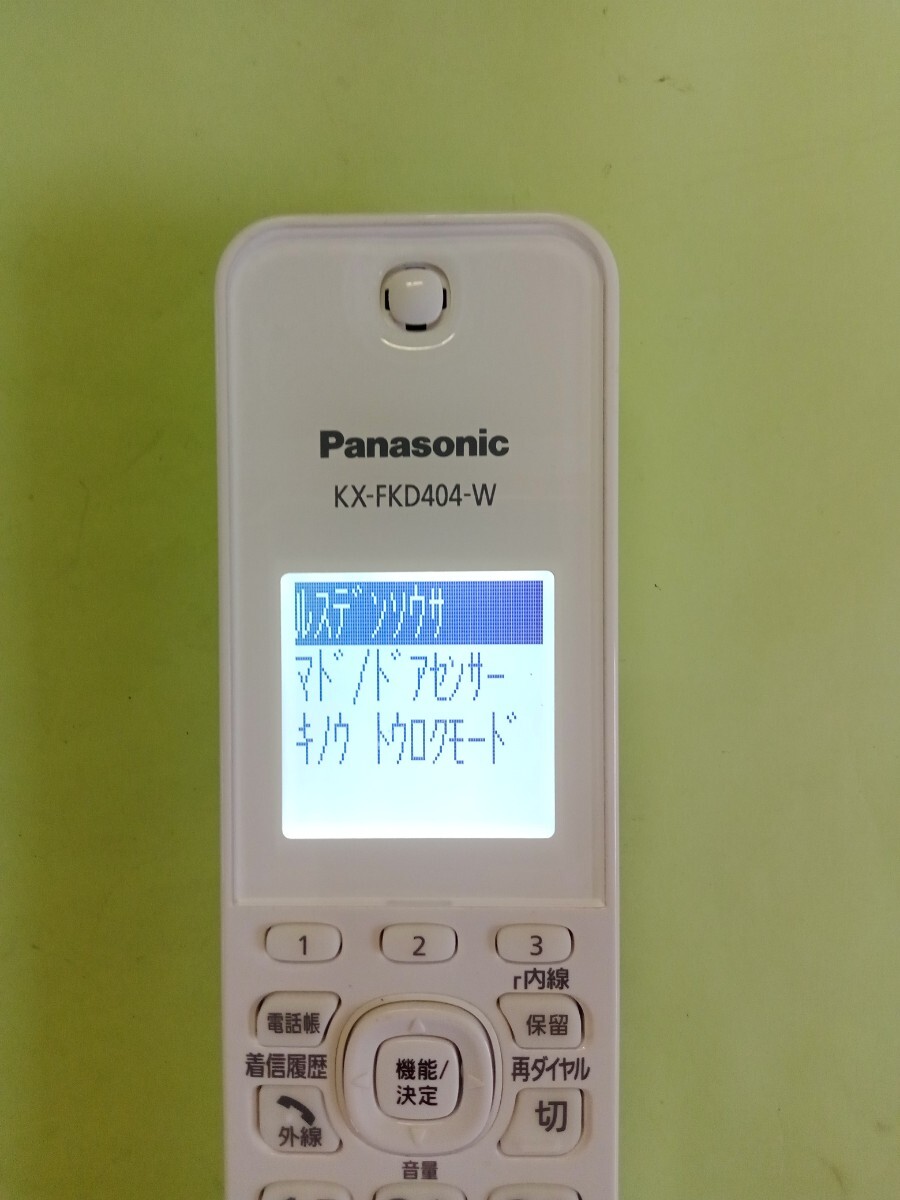 Panasonic
KX-FKD404-W
ルスデンソウサ
マド/ドアセンサー
キノウ トウロクモード
1 2 3
r内線
電話帳 保留
着信履歴 機能/決定 再ダイヤル
外線 切
音量